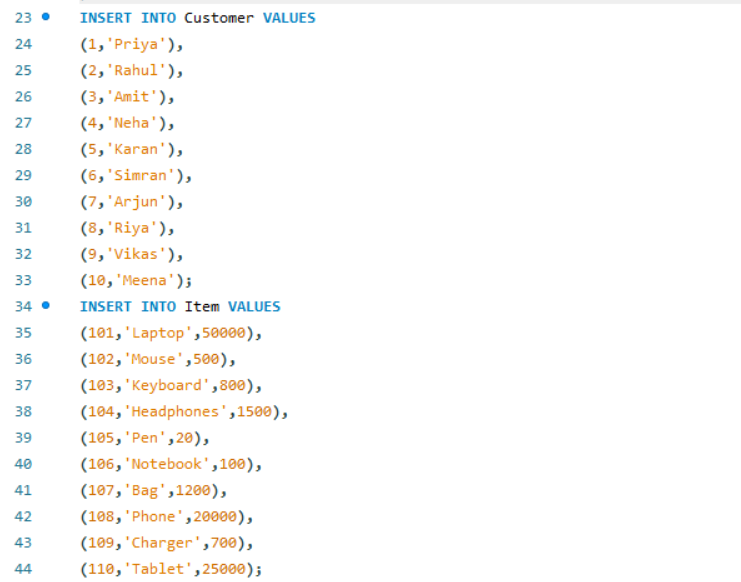 23 INSERT INTO Customer VALUES
24 (1,'Priya'),
25 (2,'Rahul'),
26 (3,'Amit'),
27 (4,'Neha'),
28 (5,'Karan'),
29 (6,'Simran'),
30 (7,'Arjun'),
31 (8,'Riya'),
32 (9,'Vikas'),
33 (10,'Meena');
34 INSERT INTO Item VALUES
35 (101,'Laptop',50000),
36 (102,'Mouse',500),
37 (103,'Keyboard',800),
38 (104,'Headphones',1500),
39 (105,'Pen',20),
40 (106,'Notebook',100),
41 (107,'Bag',1200),
42 (108,'Phone',20000),
43 (109,'Charger',700),
44 (110,'Tablet',25000);